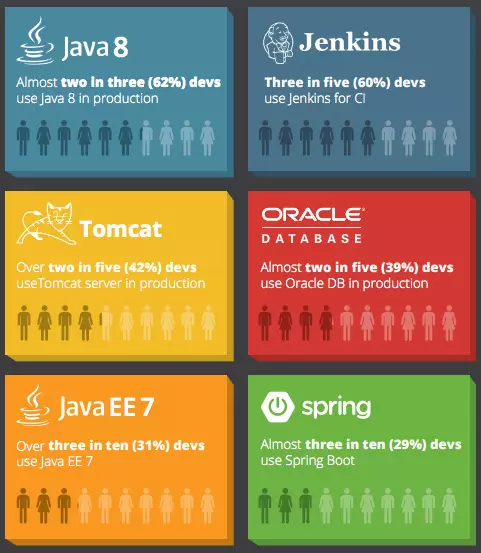 Java 8
Almost two in three (62%) devs
use Java 8 in production
Jenkins
Three in five (60%) devs
use Jenkins for CI
Tomcat
Over two in five (42%) devs
useTomcat server in production
ORACLE
DATABASE
Almost two in five (39%) devs
use Oracle DB in production
Java EE 7
Over three in ten (31%) devs
use Java EE 7
spring
Almost three in ten (29%) devs
use Spring Boot